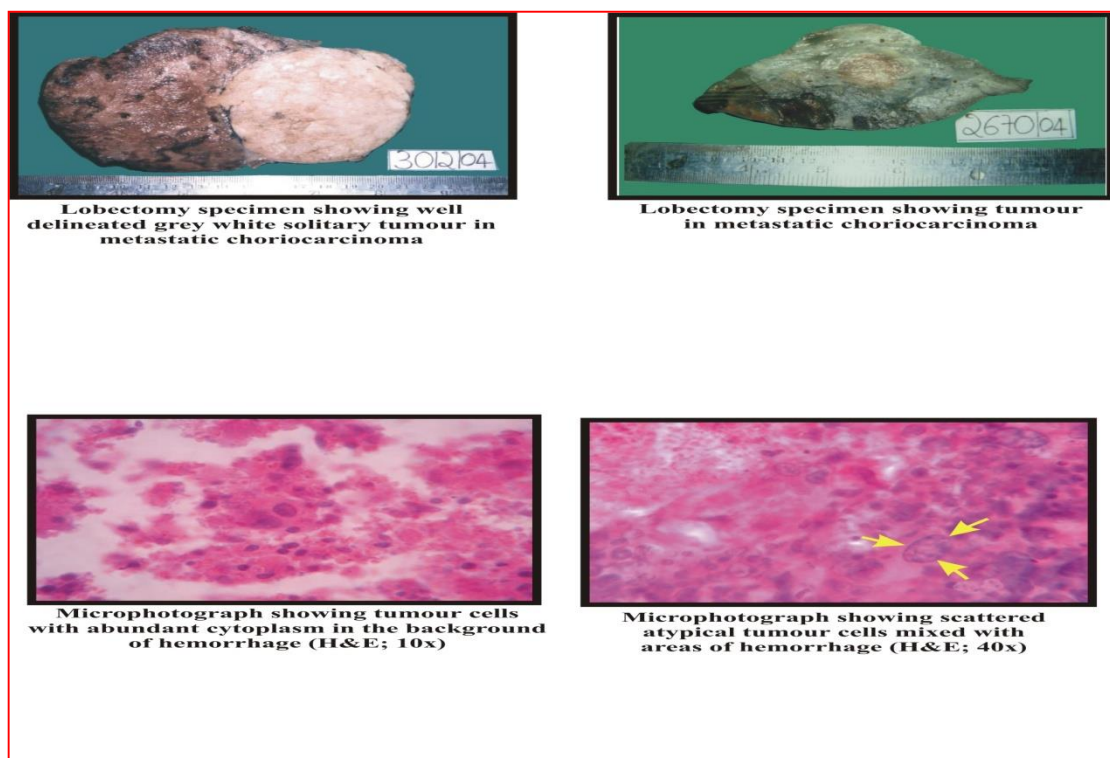 3012/04
2670/04
Lobectomy specimen showing well
delineated grey white solitary tumour in
metastatic choriocarcinoma
Lobectomy specimen showing tumour
in metastatic choriocarcinoma
Microphotograph showing tumour cells
with abundant cytoplasm in the background
of hemorrhage (H&E; 10x)
Microphotograph showing scattered
atypical tumour cells mixed with
areas of hemorrhage (H&E; 40x)